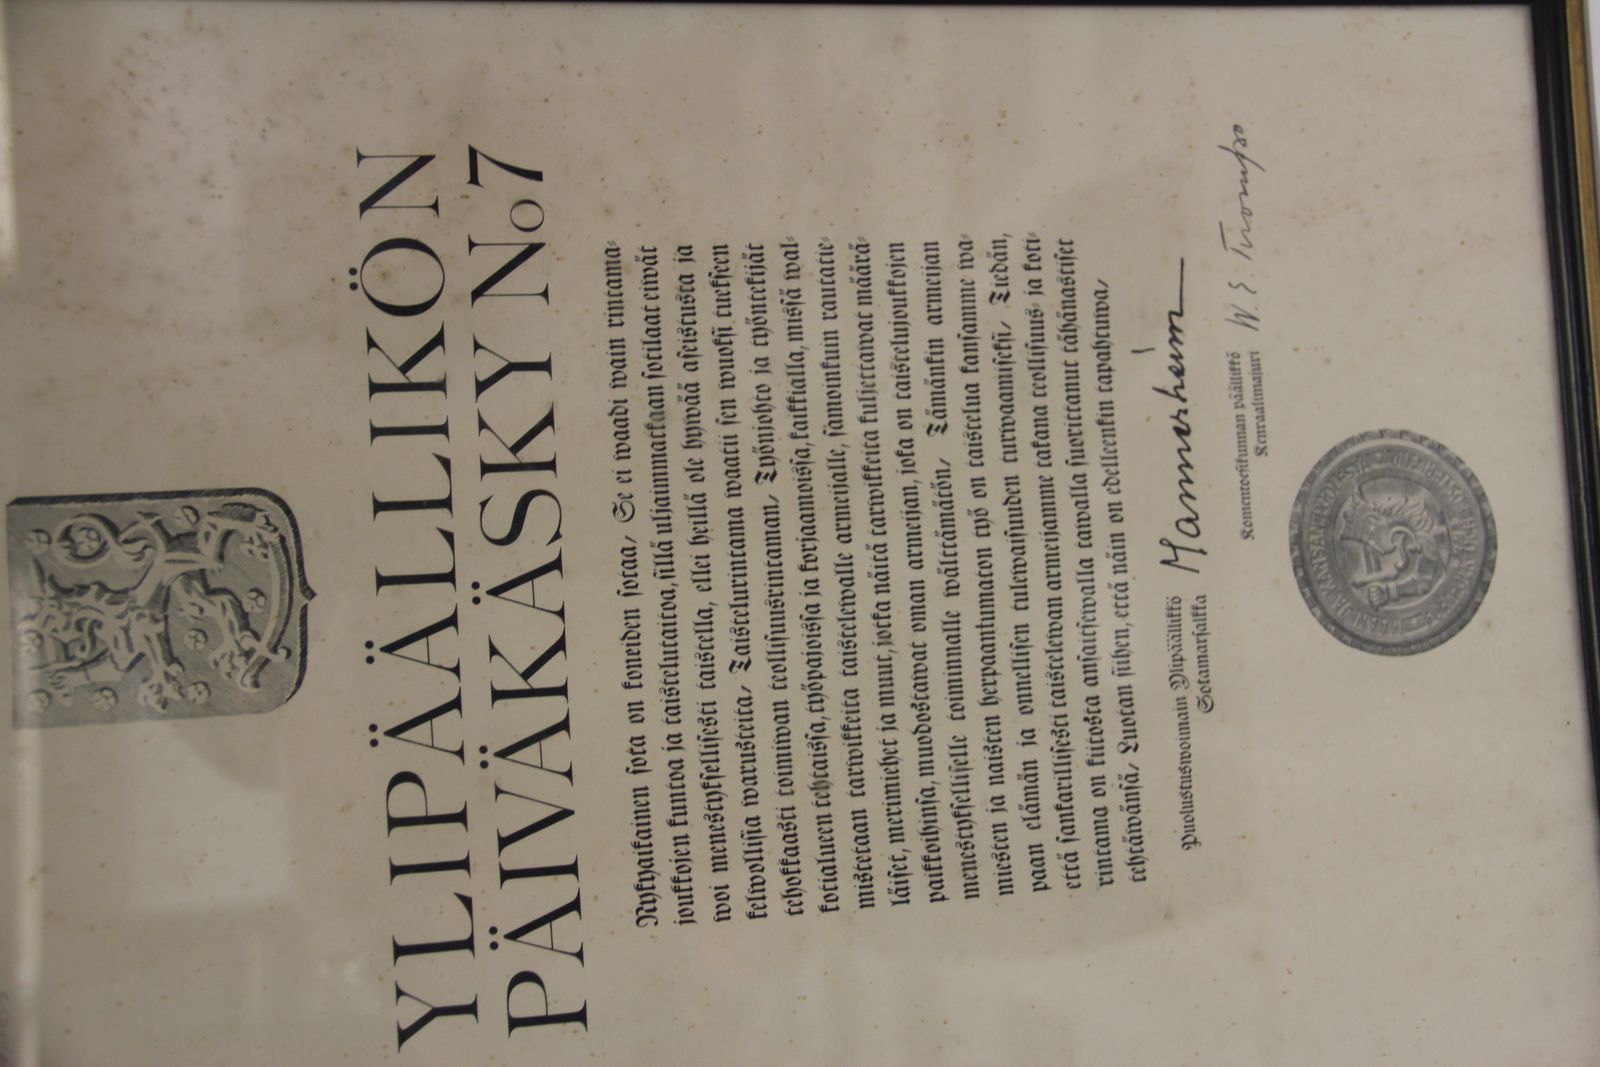 YLIPÄÄLLIKÖN
PÄIVÄKÄSKY No 7
Nykyaikainen sota on koneiden sotaa/ Se ei waadi wain rintama-
joukkojen kuntoa ja taistelutaitoa, sillä uljaimmatkaan sotilaat eiwät
woi menestyksellisesti taistella, ellei heillä ole hywää aseistusta ja
kelwollisia warusteita/ Taistelurintama waatii sen wuoksi tuekseen
tehokkaasti toimiwan teollisuusrintaman/ Työnjohto ja työntekijät
kotialueen tehtaissa, työpajoissa ja korjaamoissa, kaikkialla, missä wal-
mistetaan tarwikkeita taistelewalle armeijalle, samoinkuin rautatie-
läiset, merimiehet ja muut, jotka näitä tarwikkeita kuljettawat määrä-
paikkoihinsa, muodostawat oman armeijan, joka on taistelujoukkojen
menestykselliselle toiminnalle wälttämätön/ Tämänkin armeijan
miesten ja naisten herpaantumaton työ on taistelua kansamme wa-
paan elämän ja onnellisen tulewaisuuden turwaamiseksi/ Tiedän,
että sankarillisesti taistelewan armeijamme takana teollisuus- ja koti-
rintama on kiitosta ansaitsewalla tawalla suorittanut tähänastiset
tehtäwänsä/ Luotan siihen, että näin on edelleenkin tapahtuwa/
Puolustuswoimain Ylipäällikkö
Sotamarsalkka
Mannerheim
Komentoesikunnan päällikkö
Kenraalimajuri
W. E. Tuompo